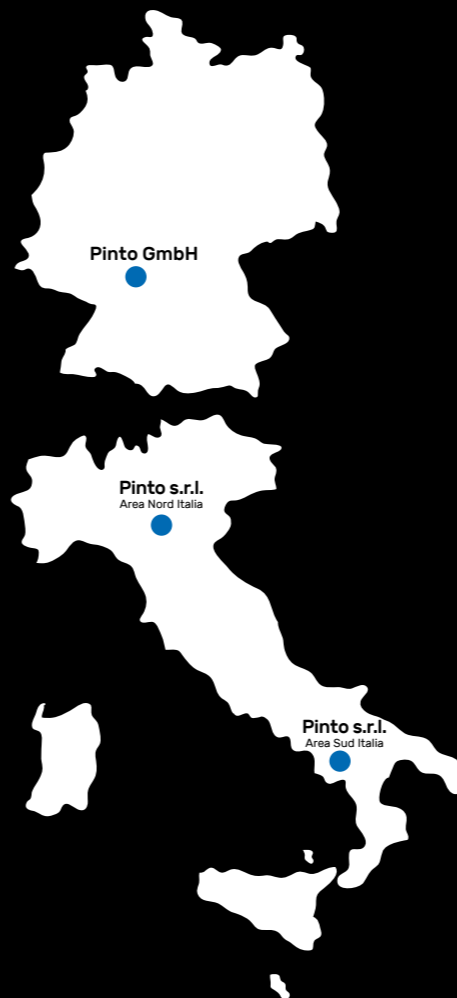 Pinto GmbH
Pinto s.r.l.
Area Nord Italia
Pinto s.r.l.
Area Sud Italia